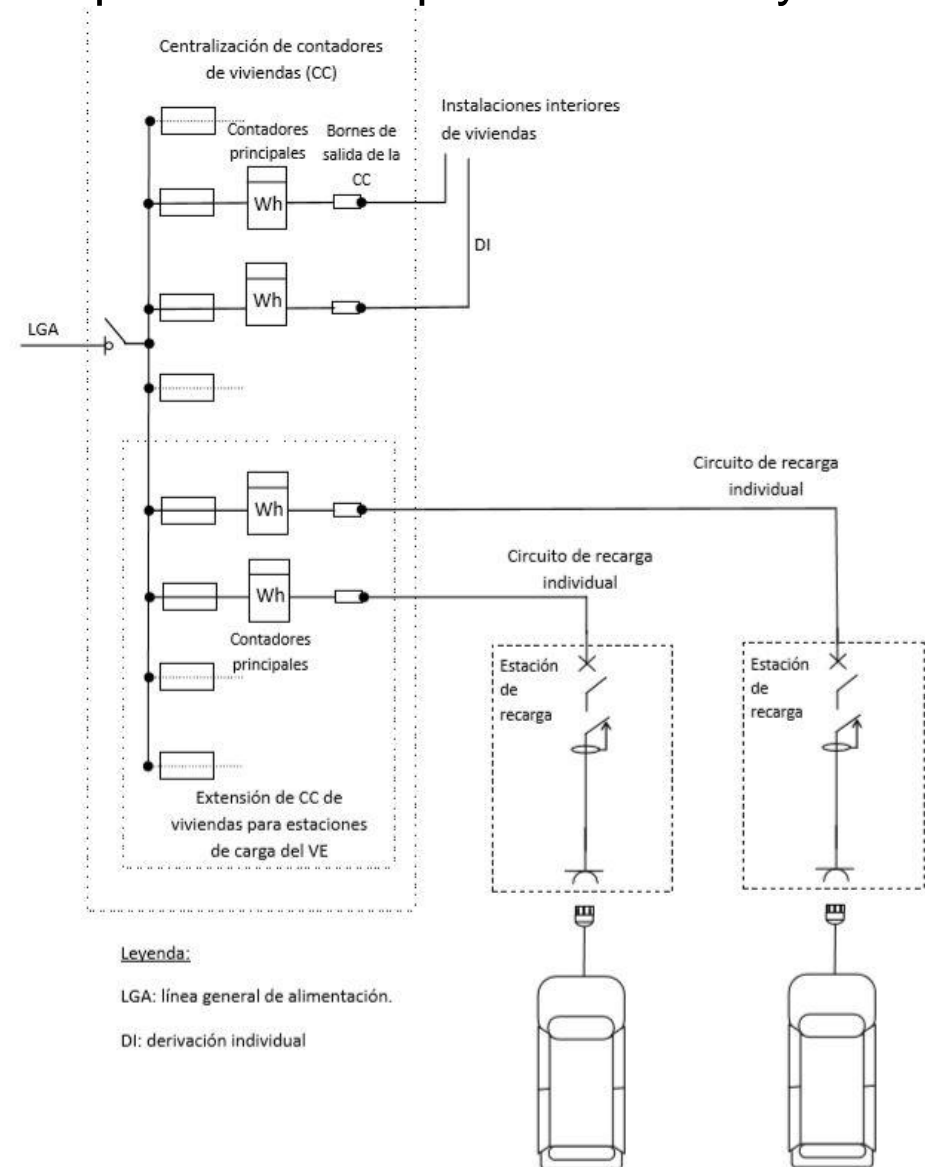 Centralización de contadores
de viviendas (CC)
Contadores
principales
Bornes de
salida de la
CC
Instalaciones interiores
de viviendas
Wh
DI
Wh
LGA
Circuito de recarga
individual
Wh
Circuito de recarga
individual
Wh
Contadores
principales
Estación
de
recarga
Estación
de
recarga
Extensión de CC de
viviendas para estaciones
de carga del VE
Leyenda:
LGA: línea general de alimentación.
DI: derivación individual